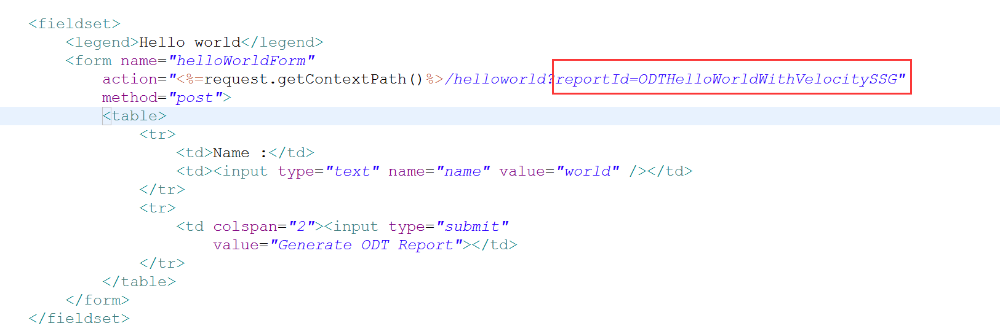 <fieldset>
<legend>Hello world</legend>
<form name="helloWorldForm"
action="<%=request.getContextPath()%>/helloworld?reportId=ODTHelloWorldWithVelocitySSG"
method="post">
<table>
<tr>
<td>Name :</td>
<td><input type="text" name="name" value="world" /></td>
</tr>
<tr>
<td colspan="2"><input type="submit"
value="Generate ODT Report"></td>
</tr>
</table>
</form>
</fieldset>